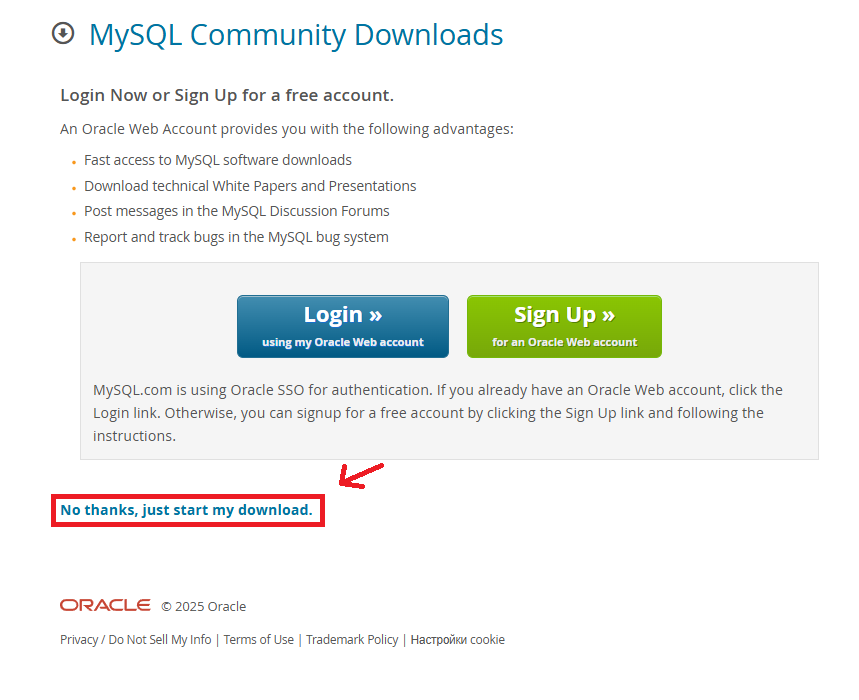 MySQL Community Downloads
Login Now or Sign Up for a free account.
An Oracle Web Account provides you with the following advantages:
Fast access to MySQL software downloads
Download technical White Papers and Presentations
Post messages in the MySQL Discussion Forums
Report and track bugs in the MySQL bug system
Login »
using my Oracle Web account
Sign Up »
for an Oracle Web account
MySQL.com is using Oracle SSO for authentication. If you already have an Oracle Web account, click the
Login link. Otherwise, you can signup for a free account by clicking the Sign Up link and following the
instructions.
No thanks, just start my download.
ORACLE © 2025 Oracle
Privacy / Do Not Sell My Info | Terms of Use | Trademark Policy | Настройки cookie